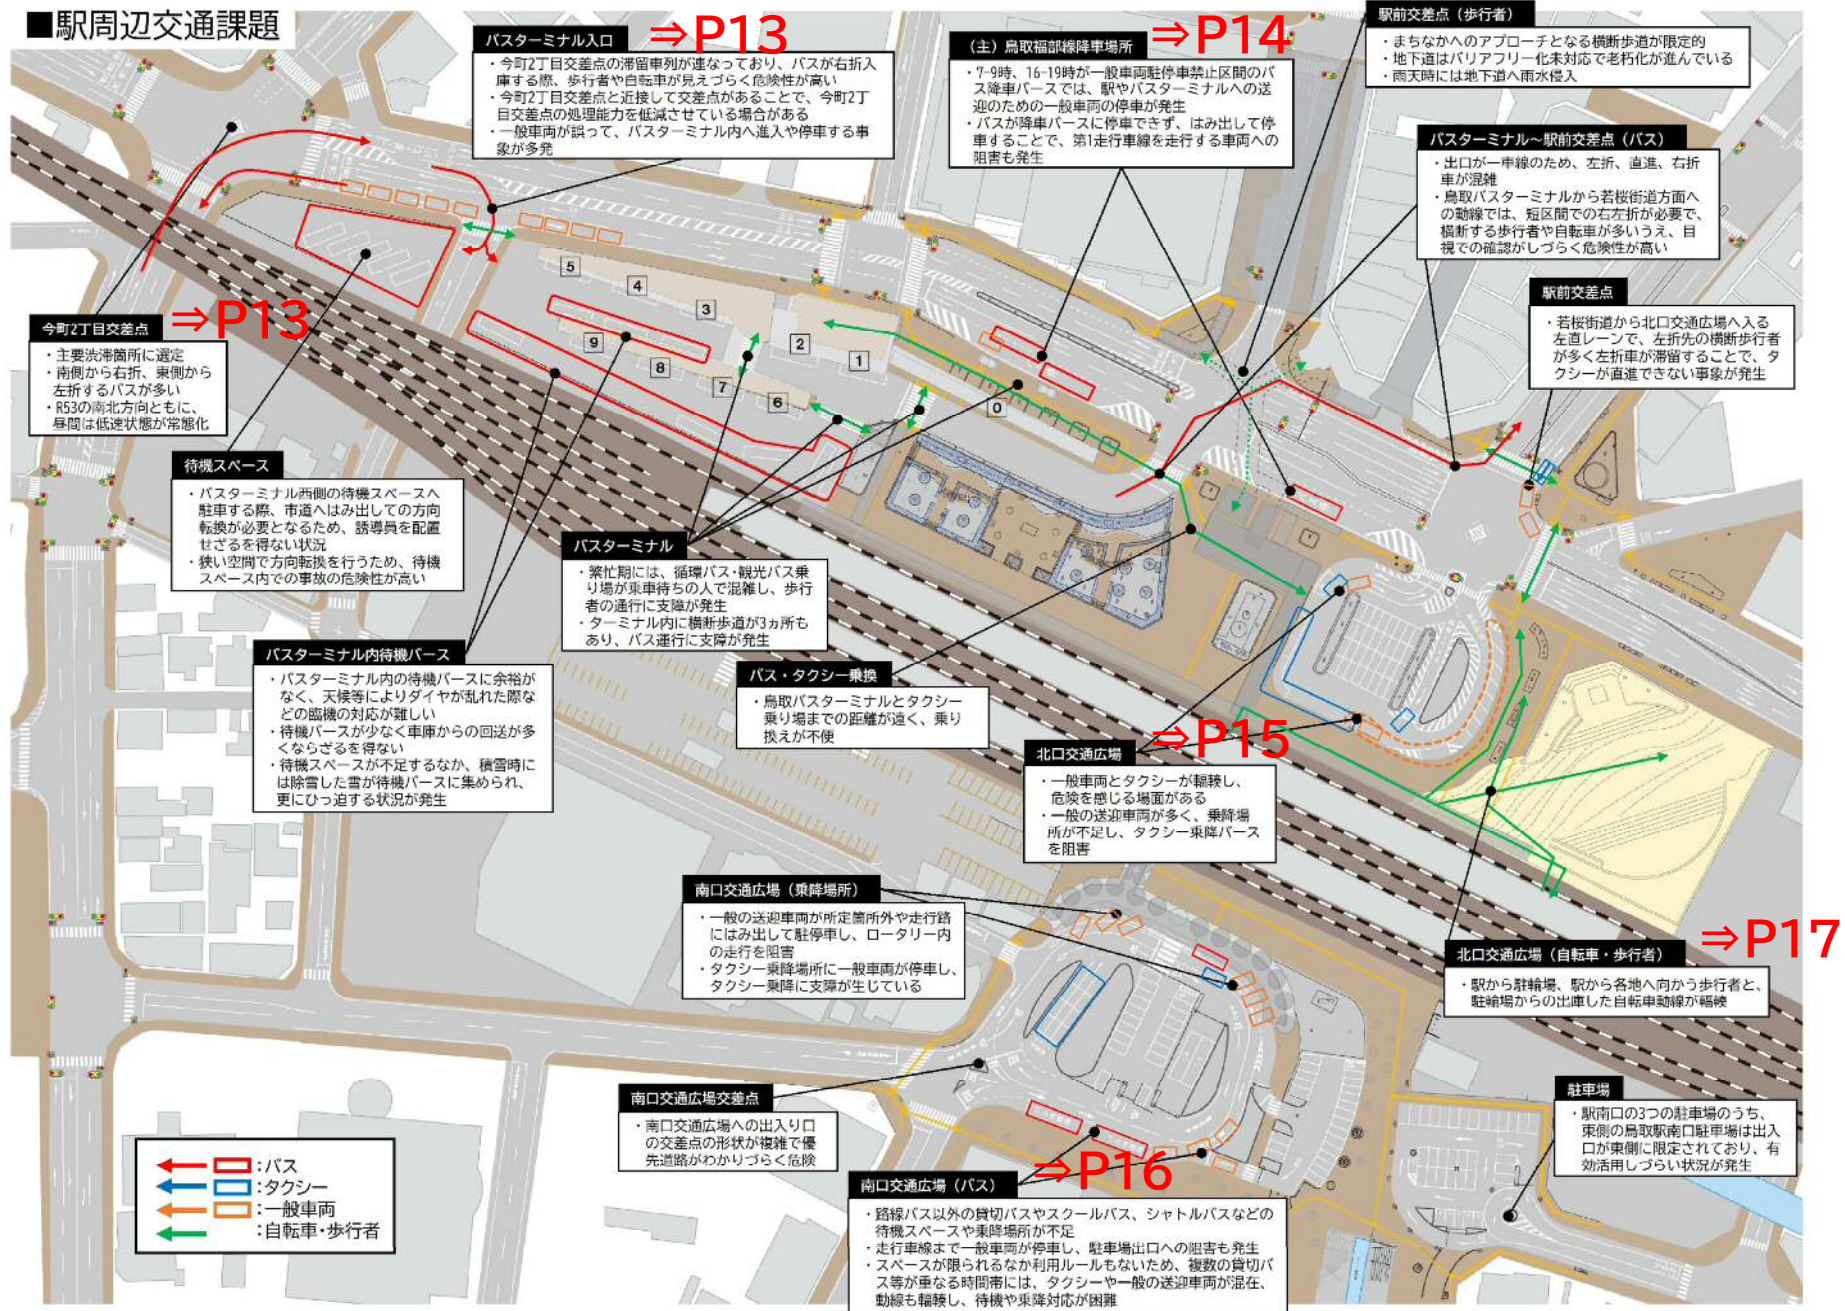 ■駅周辺交通課題
バスターミナル入口
⇒P13
・今町2丁目交差点の滞留車列が連なっており、バスが右折入
庫する際、歩行者や自転車が見えづらく危険性が高い
・今町2丁目交差点と近接して交差点があることで、今町2丁
目交差点の処理能力を低減させている場合がある
・一般車両が誤って、バスターミナル内へ進入や停車する事
象が多発
(主)鳥取福部線降車場所
⇒P14
・7-9時、16-19時が一般車両駐停車禁止区間のバ
ス降車バースでは、駅やバスターミナルへの送
迎のための一般車両の停車が発生
・バスが降車バースに停車できず、はみ出して停
車することで、第1走行車線を走行する車両への
阻害も発生
駅前交差点(歩行者)
・まちなかへのアプローチとなる横断歩道が限定的
・地下道はバリアフリー化未対応で老朽化が進んでいる
・雨天時には地下道へ雨水侵入
バスターミナル～駅前交差点(バス)
・出口が一車線のため、左折、直進、右折
車が混雑
・鳥取バスターミナルから若桜街道方面へ
の動線では、短区間での右左折が必要で、
横断する歩行者や自転車が多いうえ、目
視での確認がしづらく危険性が高い
駅前交差点
・若桜街道から北口交通広場へ入る
左直レーンで、左折先の横断歩行者
が多く左折車が滞留することで、タ
クシーが直進できない事象が発生
今町2丁目交差点
⇒P13
・主要渋滞箇所に選定
・南側から右折、東側から
左折するバスが多い
・R53の南北方向ともに、
昼間は低速状態が常態化
5
4
3
2
1
9
8
7
6
0
待機スペース
・バスターミナル西側の待機スペースへ
駐車する際、市道へはみ出しての方向
転換が必要となるため、誘導員を配置
せざるを得ない状況
・狭い空間で方向転換を行うため、待機
スペース内での事故の危険性が高い
バスターミナル
・繁忙期には、循環バス・観光バス乗
り場が乗車待ちの人で混雑し、歩行
者の通行に支障が発生
・ターミナル内に横断歩道が3ヵ所も
あり、バス運行に支障が発生
バスターミナル内待機バース
・バスターミナル内の待機バースに余裕が
なく、天候等によりダイヤが乱れた際な
どの臨機の対応が難しい
・待機バースが少なく車庫からの回送が多
くならざるを得ない
・待機スペースが不足するなか、積雪時に
は除雪した雪が待機バースに集められ、
更にひっ迫する状況が発生
バス・タクシー乗換
・鳥取バスターミナルとタクシー
乗り場までの距離が遠く、乗り
換えが不便
北口交通広場
⇒P15
・一般車両とタクシーが輻輳し、
危険を感じる場面がある
・一般の送迎車両が多く、乗降場
所が不足し、タクシー乗降バース
を阻害
南口交通広場(乗降場所)
・一般の送迎車両が所定箇所外や走行路
にはみ出して駐停車し、ロータリー内
の走行を阻害
・タクシー乗降場所に一般車両が停車し、
タクシー乗降に支障が生じている
北口交通広場(自転車・歩行者)
⇒P17
・駅から駐輪場、駅から各地へ向かう歩行者と、
駐輪場からの出庫した自転車動線が輻輳
南口交通広場交差点
・南口交通広場への出入り口
の交差点の形状が複雑で優
先道路がわかりづらく危険
駐車場
・駅南口の3つの駐車場のうち、
東側の鳥取駅南口駐車場は出入
口が東側に限定されており、有
効活用しづらい状況が発生
南口交通広場(バス)
⇒P16
・路線バス以外の貸切バスやスクールバス、シャトルバスなどの
待機スペースや乗降場所が不足
・走行車線まで一般車両が停車し、駐車場出口への阻害も発生
・スペースが限られるなか利用ルールもないため、複数の貸切バ
ス等が重なる時間帯には、タクシーや一般の送迎車両が混在、
動線も輻輳し、待機や乗降対応が困難
:バス
:タクシー
:一般車両
:自転車・歩行者